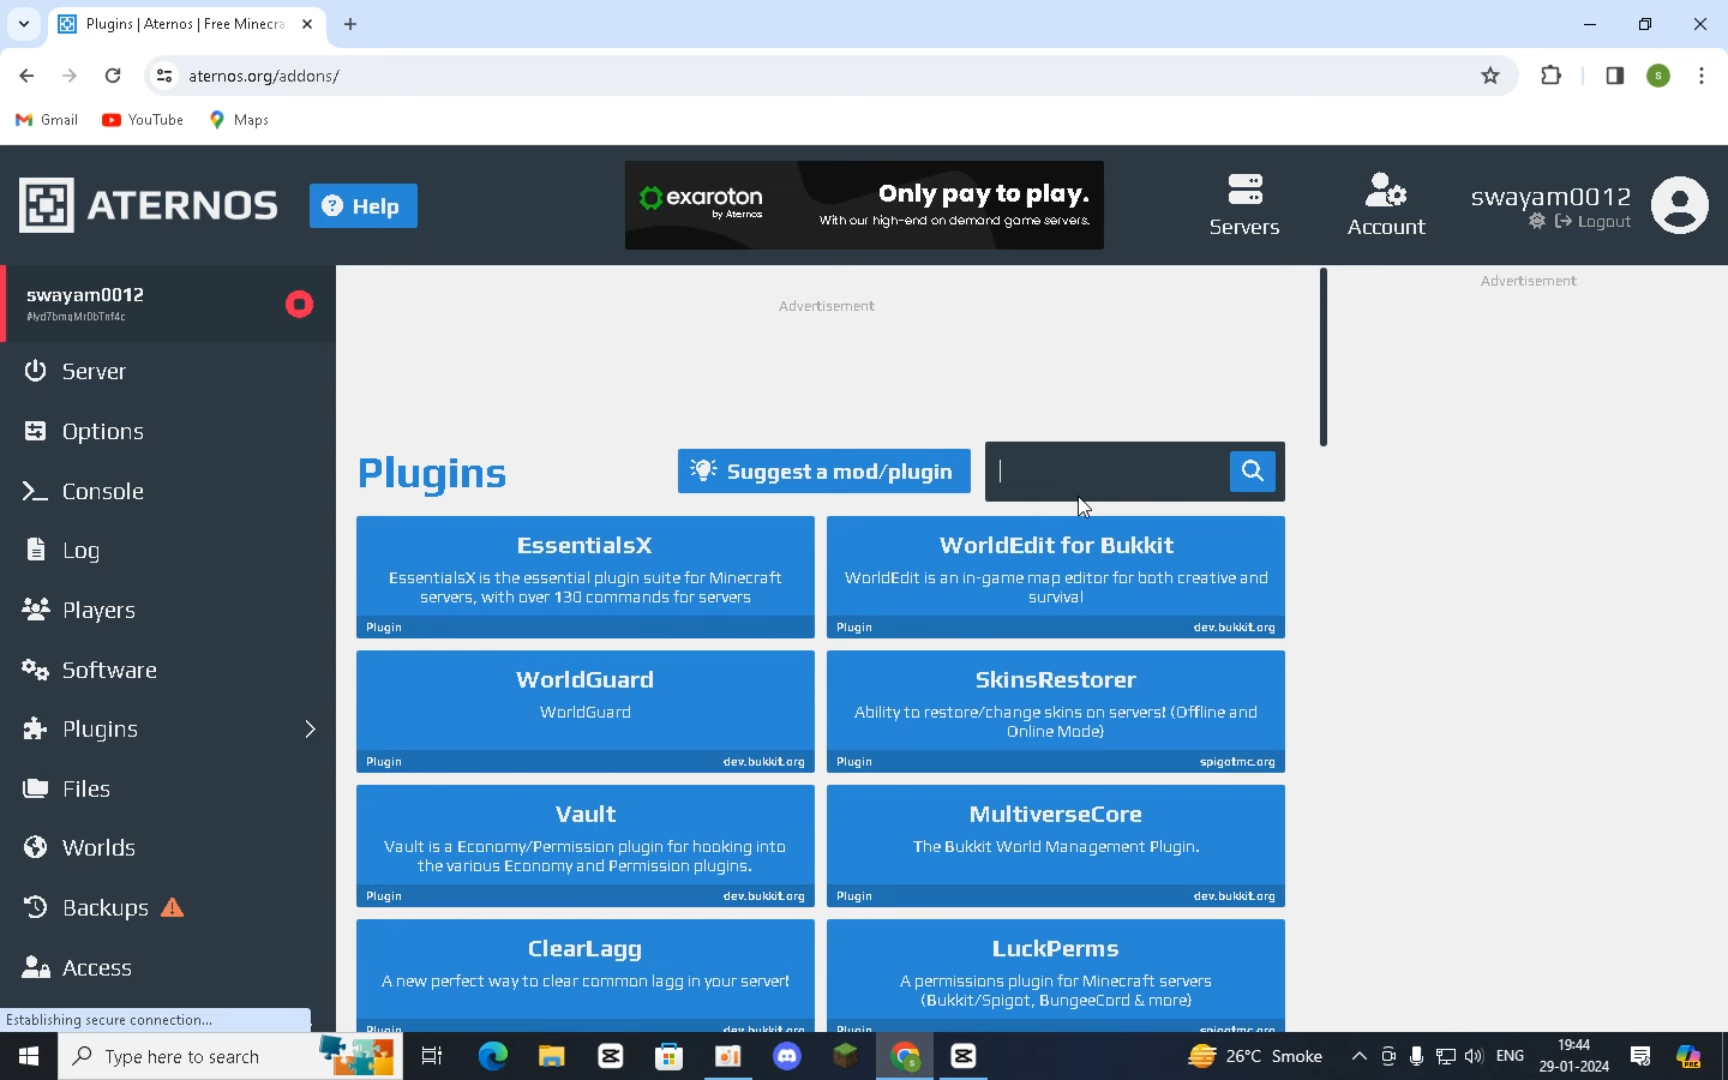 Plugins | Aternos | Free Minecra
aternos.org/addons/
Gmail
YouTube
Maps
ATERNOS
Help
exaroton
by Aternos
Only pay to play.
With our high-end on demand game servers.
Servers
Account
swayam0012
Logout
swayam0012
Server
Options
Console
Log
Players
Software
Plugins
Files
Worlds
Backups
Access
Establishing secure connection...
Advertisement
Advertisement
Plugins
Suggest a mod/plugin
EssentialsX
EssentialsX is the essential plugin suite for Minecraft
servers, with over 130 commands for servers
Plugin
WorldEdit for Bukkit
WorldEdit is an in-game map editor for both creative and
survival
Plugin
dev.bukkit.org
WorldGuard
WorldGuard
Plugin
dev.bukkit.org
SkinsRestorer
Ability to restore/change skins on servers! (Offline and
Online Mode)
Plugin
spigotmc.org
Vault
Vault is a Economy/Permission plugin for hooking into
the various Economy and Permission plugins.
Plugin
dev.bukkit.org
MultiverseCore
The Bukkit World Management Plugin.
Plugin
dev.bukkit.org
ClearLagg
A new perfect way to clear common lagg in your server!
Plugin
dev.bukkit.org
LuckPerms
A permissions plugin for Minecraft servers
(Bukkit/Spigot, BungeeCord & more)
Plugin
spigotmc.org
Type here to search
26°C Smoke
ENG
19:44
29-01-2024